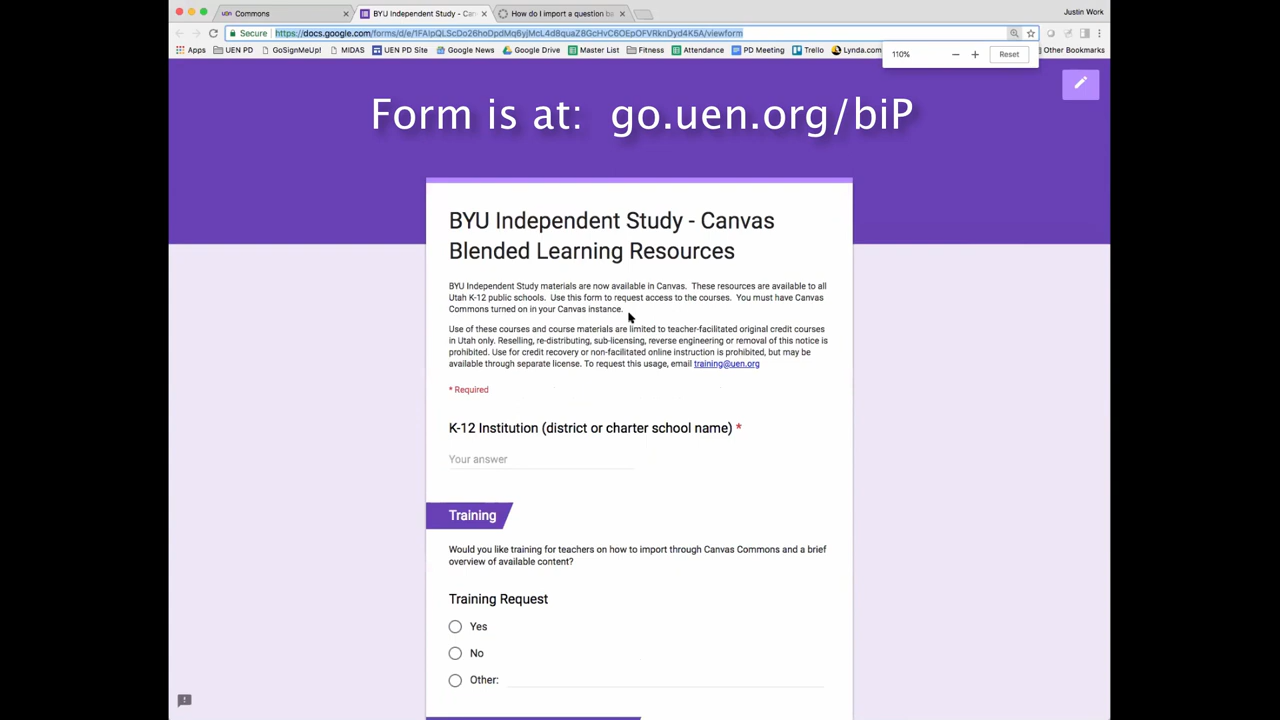 uen Commons
BYU Independent Study - Can
How do I import a question ba
Justin Work
Secure
https://docs.google.com/forms/d/e/1FAIpQLScDo26hoDpdMq6yjMcL4d8quaZ8GcHvC6OEpDFVRknDyd4K5A/viewform
Apps
UEN PD
GoSignMeUp!
MIDAS
UEN PD Site
Google News
Google Drive
Master List
Fitness
Attendance
PD Meeting
Trello
Lynda.com
Other Bookmarks
110%
Reset
Form is at: go.uen.org/biP
BYU Independent Study - Canvas
Blended Learning Resources
BYU Independent Study materials are now available in Canvas. These resources are available to all
Utah K-12 public schools. Use this form to request access to the courses. You must have Canvas
Commons turned on in your Canvas instance.
Use of these courses and course materials are limited to teacher-facilitated original credit courses
in Utah only. Reselling, re-distributing, sub-licensing, reverse engineering or removal of this notice is
prohibited. Use for credit recovery or non-facilitated online instruction is prohibited, but may be
available through separate license. To request this usage, email training@uen.org
* Required
K-12 Institution (district or charter school name) *
Your answer
Training
Would you like training for teachers on how to import through Canvas Commons and a brief
overview of available content?
Training Request
Yes
No
Other: